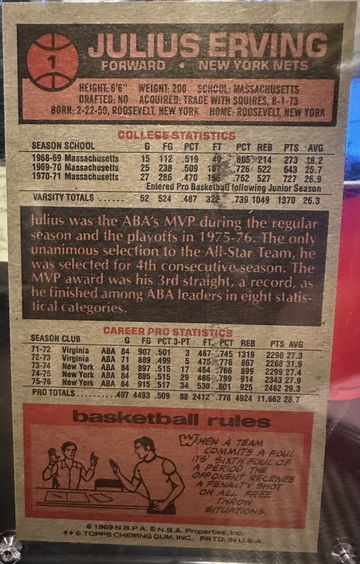 1
JULIUS ERVING
FORWARD • NEW YORK NETS
HEIGHT: 6'6" WEIGHT: 200 SCHOOL: MASSACHUSETTS
DRAFTED: NO ACQUIRED: TRADE WITH SQUIRES, 8-1-73
BORN: 2-22-50, ROOSEVELT, NEW YORK HOME: ROOSEVELT, NEW YORK
COLLEGE STATISTICS
SEASON SCHOOL G FG PCT FT PCT REB PTS AVG
1968-69 Massachusetts 15 112 .519 49 .605 214 273 18.2
1969-70 Massachusetts 25 238 .509 167 .726 522 643 25.7
1970-71 Massachusetts 27 286 .470 155 .752 527 727 26.9
Entered Pro Basketball following Junior Season
VARSITY TOTALS ...... 52 524 .487 322 .739 1049 1370 26.3
Julius was the ABA's MVP during the regular
season and the playoffs in 1975-76. The only
unanimous selection to the All-Star Team, he
was selected for 4th consecutive season. The
MVP award was his 3rd straight, a record, as
he finished among ABA leaders in eight statis-
tical categories.
CAREER PRO STATISTICS
SEASON CLUB G FG PCT 3-PT FT PCT REB PTS AVG
71-72 Virginia ABA 84 907 .501 3 467 .745 1319 2290 27.3
72-73 Virginia ABA 71 889 .499 5 475 .776 867 2268 31.9
73-74 New York ABA 84 897 .515 17 454 .766 899 2299 27.4
74-75 New York ABA 84 885 .515 29 486 .799 914 2343 27.9
75-76 New York ABA 84 915 .517 34 530 .801 925 2462 29.3
PRO TOTALS ........ 407 4493 .509 88 2412 .778 4924 11,662 28.7
basketball rules
WHEN A TEAM
COMMITS A FOUL
ITS' SIXTH FOUL OF
A PERIOD, THE
OPPONENT RECEIVES
A PENALTY SHOT
ON ALL FREE
THROW
SITUATIONS.
© 1969 N.B.P.A. © N.B.A. Properties, Inc.
** © TOPPS CHEWING GUM, INC. PRTD. IN U.S.A.